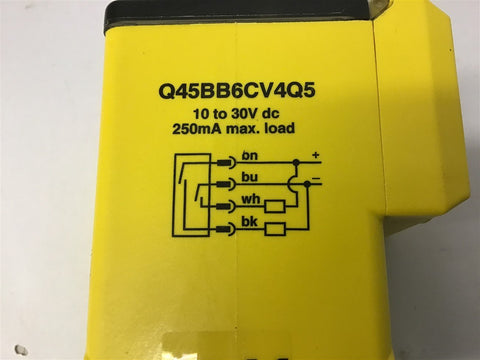 Q45BB6CV4Q5
10 to 30V dc
250mA max. load
bn +
bu −
wh
bk